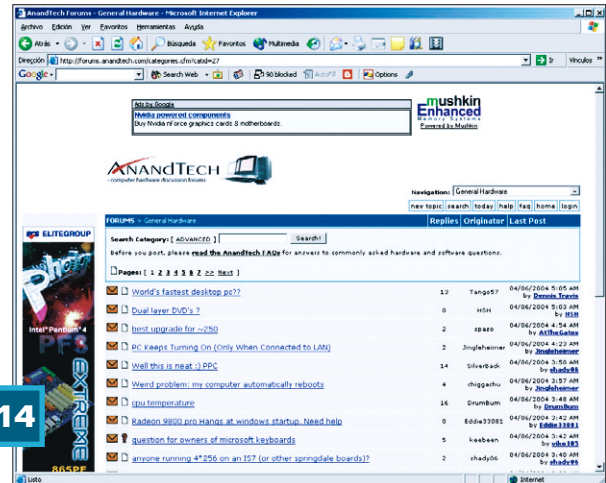 AnandTech Forums - General Hardware - Microsoft Internet Explorer
Archivo Edición Ver Favoritos Herramientas Ayuda
Atrás Búsqueda Favoritos Multimedia
Dirección http://forums.anandtech.com/categories.cfm?catid=27 Ir Vínculos
Google Search Web 90 blocked AutoFill Options
Ads by Google
Nvidia powered components
Buy Nvidia nForce graphics cards & motherboards.
mushkin
Enhanced
Memory Systems
Powered by Mushkin
ANANDTECH
- computer hardware discussion forums
Navigation: General Hardware
new topic search today help faq home login
FORUMS > General Hardware Replies Originator Last Post
Search Category: [ ADVANCED ] Search!
Before you post, please read the AnandTech FAQs for answers to commonly asked hardware and software questions.
Pages: [ 1 2 3 4 5 6 7 >> Next ]
World's fastest desktop pc?? 13 Tango57 04/06/2004 5:05 AM
by Dennis Travis
Dual layer DVD's ? 0 HSH 04/06/2004 5:03 AM
by HSH
best upgrade for ~250 2 spazo 04/06/2004 4:54 AM
by AtTheGates
PC Keeps Turning On (Only When Connected to LAN) 2 Jingleheimer 04/06/2004 4:23 AM
by Jingleheimer
Well this is neat :) PPC 14 SilverBack 04/06/2004 3:58 AM
by shady06
Weird problem: my computer automatically reboots 4 chiggachu 04/06/2004 3:57 AM
by Jingleheimer
cpu temperature 16 DrumBum 04/06/2004 3:48 AM
by DrumBum
Radeon 9800 pro Hangs at windows startup. Need help 0 Eddie33081 04/06/2004 3:42 AM
by Eddie33081
question for owners of microsoft keyboards 5 keebeen 04/06/2004 3:42 AM
by
anyone running 4*256 on an IS7 (or other springdale boards)? 2 shady06 04/06/2004 3:40 AM
by shady06
ELITEGROUP
Photon
Intel® Pentium® 4
PF3
EXTREME
865PE
14
Listo Internet